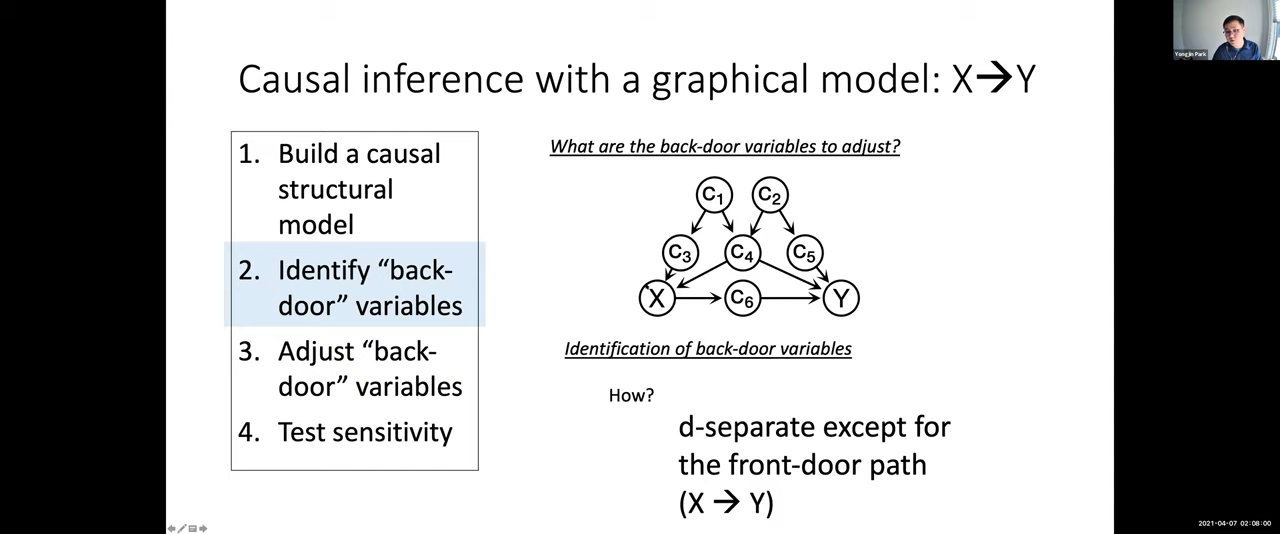 Yongjin Park
Causal inference with a graphical model: X→Y
1. Build a causal
structural
model
2. Identify “back-
door” variables
3. Adjust “back-
door” variables
4. Test sensitivity
What are the back-door variables to adjust?
C1 C2
C3 C4 C5
X C6 Y
Identification of back-door variables
How?
d-separate except for
the front-door path
(X → Y)
2021-04-07 02:08:00